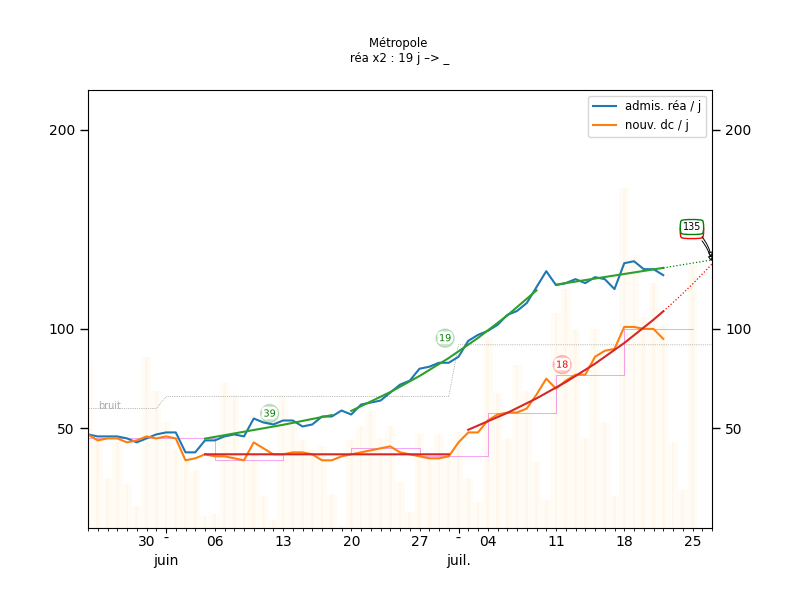 Métropole
réa x2 : 19 j –> _
admis. réa / j
nouv. dc / j
200
200
135
100
100
19
18
39
bruit
50
50
30
06
13
20
27
04
11
18
25
juin
juil.